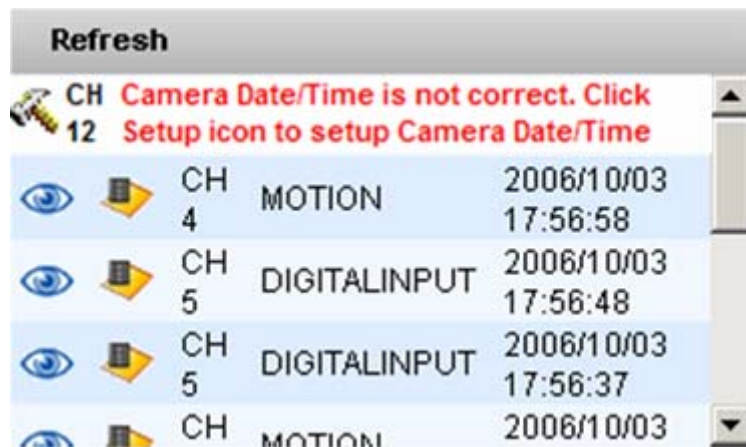 Refresh
CH Camera Date/Time is not correct. Click
12 Setup icon to setup Camera Date/Time
CH 4 MOTION 2006/10/03 17:56:58
CH 5 DIGITALINPUT 2006/10/03 17:56:48
CH 5 DIGITALINPUT 2006/10/03 17:56:37
CH MOTION 2006/10/03